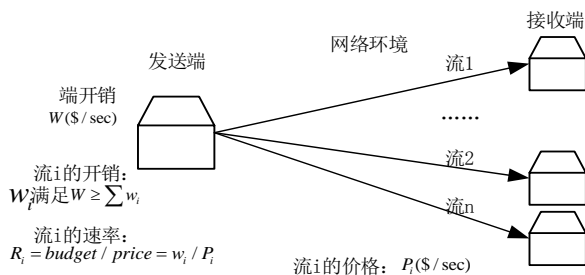 接收端
网络环境
发送端
流1
端开销
W($/sec)
……
流i的开销:
w_i满足W ≥ ∑ w_i
流2
流n
流i的速率:
R_i = budget / price = w_i / P_i
流i的价格: P_i($/sec)